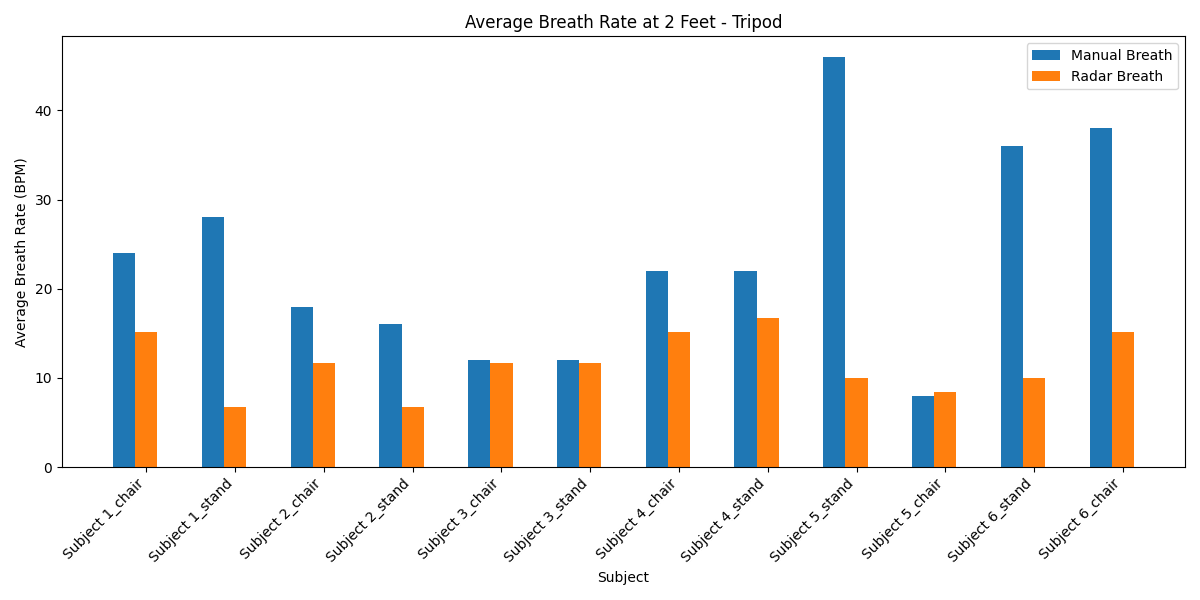 Average Breath Rate at 2 Feet - Tripod
Manual Breath
Radar Breath
Average Breath Rate (BPM)
40
30
20
10
0
Subject 1_chair
Subject 1_stand
Subject 2_chair
Subject 2_stand
Subject 3_chair
Subject 3_stand
Subject 4_chair
Subject 4_stand
Subject 5_stand
Subject 5_chair
Subject 6_stand
Subject 6_chair
Subject